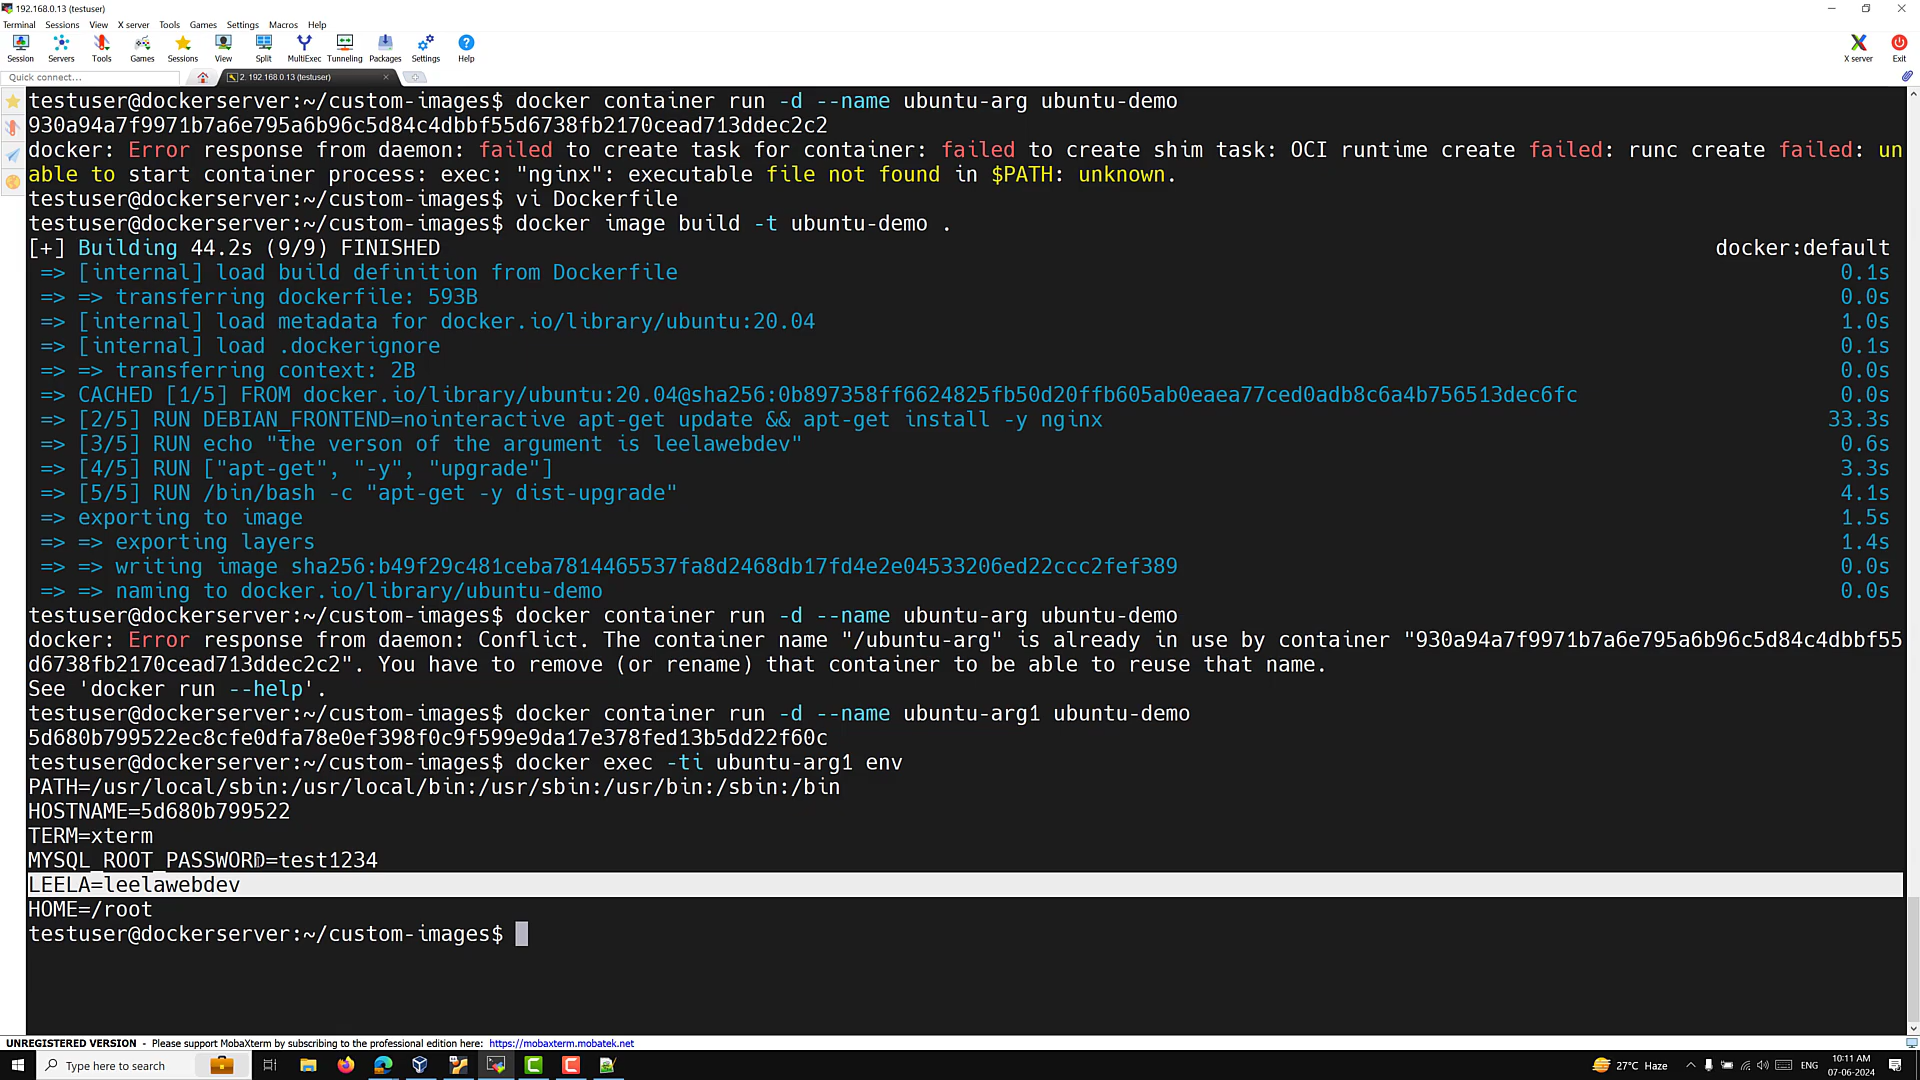 192.168.0.13 (testuser)
Terminal Sessions View X server Tools Games Settings Macros Help
Session Servers Tools Games Sessions View Split MultiExec Tunneling Packages Settings Help X server Exit
Quick connect... 2. 192.168.0.13 (testuser)
testuser@dockerserver:~/custom-images$ docker container run -d --name ubuntu-arg ubuntu-demo
930a94a7f9971b7a6e795a6b96c5d84c4dbbf55d6738fb2170cead713ddec2c2
docker: Error response from daemon: failed to create task for container: failed to create shim task: OCI runtime create failed: runc create failed: un
able to start container process: exec: "nginx": executable file not found in $PATH: unknown.
testuser@dockerserver:~/custom-images$ vi Dockerfile
testuser@dockerserver:~/custom-images$ docker image build -t ubuntu-demo .
[+] Building 44.2s (9/9) FINISHED docker:default
=> [internal] load build definition from Dockerfile 0.1s
=> => transferring dockerfile: 593B 0.0s
=> [internal] load metadata for docker.io/library/ubuntu:20.04 1.0s
=> [internal] load .dockerignore 0.1s
=> => transferring context: 2B 0.0s
=> CACHED [1/5] FROM docker.io/library/ubuntu:20.04@sha256:0b897358ff6624825fb50d20ffb605ab0eaea77ced0adb8c6a4b756513dec6fc 0.0s
=> [2/5] RUN DEBIAN_FRONTEND=nointeractive apt-get update && apt-get install -y nginx 33.3s
=> [3/5] RUN echo "the verson of the argument is leelawebdev" 0.6s
=> [4/5] RUN ["apt-get", "-y", "upgrade"] 3.3s
=> [5/5] RUN /bin/bash -c "apt-get -y dist-upgrade" 4.1s
=> exporting to image 1.5s
=> => exporting layers 1.4s
=> => writing image sha256:b49f29c481ceba7814465537fa8d2468db17fd4e2e04533206ed22ccc2fef389 0.0s
=> => naming to docker.io/library/ubuntu-demo 0.0s
testuser@dockerserver:~/custom-images$ docker container run -d --name ubuntu-arg ubuntu-demo
docker: Error response from daemon: Conflict. The container name "/ubuntu-arg" is already in use by container "930a94a7f9971b7a6e795a6b96c5d84c4dbbf55
d6738fb2170cead713ddec2c2". You have to remove (or rename) that container to be able to reuse that name.
See 'docker run --help'.
testuser@dockerserver:~/custom-images$ docker container run -d --name ubuntu-arg1 ubuntu-demo
5d680b799522ec8cfe0dfa78e0ef398f0c9f599e9da17e378fed13b5dd22f60c
testuser@dockerserver:~/custom-images$ docker exec -ti ubuntu-arg1 env
PATH=/usr/local/sbin:/usr/local/bin:/usr/sbin:/usr/bin:/sbin:/bin
HOSTNAME=5d680b799522
TERM=xterm
MYSQL_ROOT_PASSWORD=test1234
LEELA=leelawebdev
HOME=/root
testuser@dockerserver:~/custom-images$
UNREGISTERED VERSION - Please support MobaXterm by subscribing to the professional edition here: https://mobaxterm.mobatek.net
Type here to search 27°C Haze ENG 10:11 AM
07-06-2024